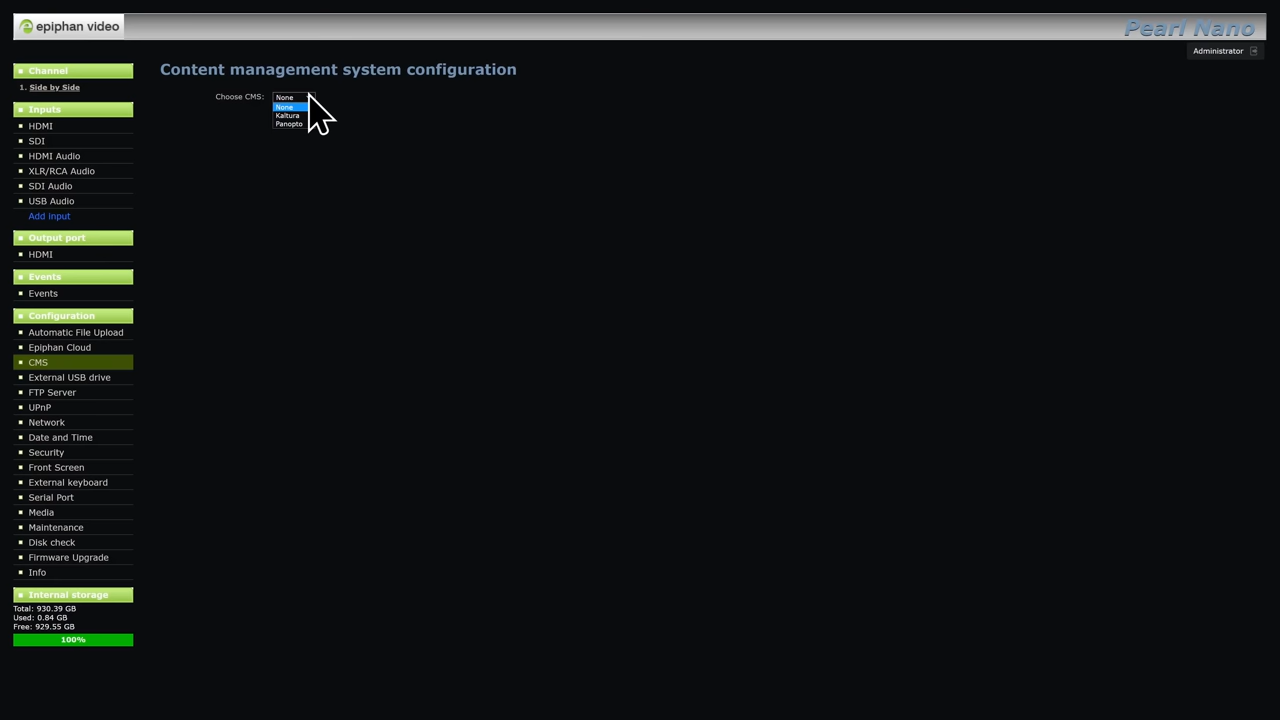 epiphan video
Pearl Nano
Administrator
Channel
1. Side by Side
Inputs
HDMI
SDI
HDMI Audio
XLR/RCA Audio
SDI Audio
USB Audio
Add input
Output port
HDMI
Events
Events
Configuration
Automatic File Upload
Epiphan Cloud
CMS
External USB drive
FTP Server
UPnP
Network
Date and Time
Security
Front Screen
External keyboard
Serial Port
Media
Maintenance
Disk check
Firmware Upgrade
Info
Internal storage
Total: 930.39 GB
Used: 0.84 GB
Free: 929.55 GB
100%
Content management system configuration
Choose CMS: None
None
Kaltura
Panopto